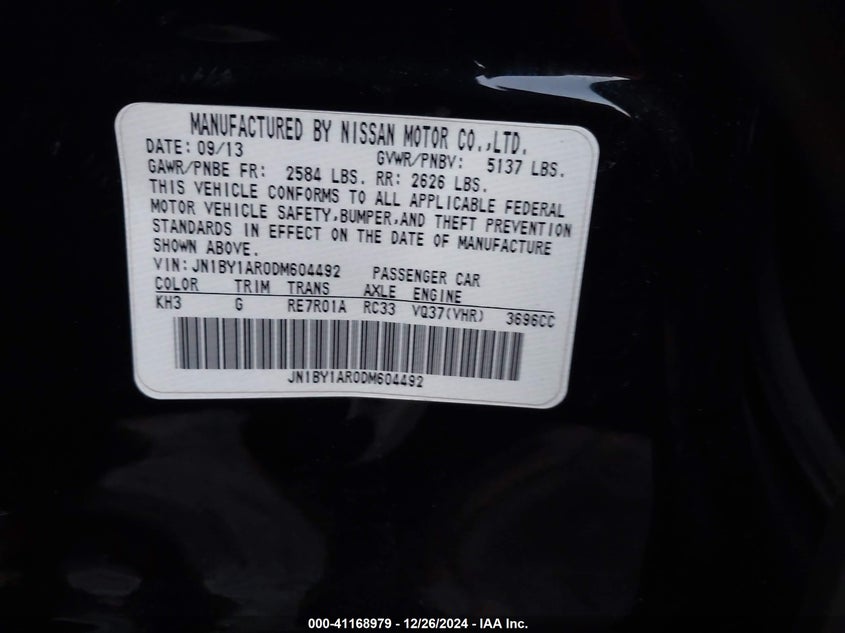 MANUFACTURED BY NISSAN MOTOR CO.,LTD.
DATE: 09/13 GVWR/PNBV: 5137 LBS.
GAWR/PNBE FR: 2584 LBS. RR: 2626 LBS.
THIS VEHICLE CONFORMS TO ALL APPLICABLE FEDERAL
MOTOR VEHICLE SAFETY,BUMPER,AND THEFT PREVENTION
STANDARDS IN EFFECT ON THE DATE OF MANUFACTURE
SHOWN ABOVE.
VIN:JN1BY1AR0DM604492 PASSENGER CAR
COLOR TRIM TRANS AXLE ENGINE
KH3 G RE7R01A RC33 VQ37(VHR) 3696CC
JN1BY1AR0DM604492
000-41168979 - 12/26/2024 - IAA Inc.